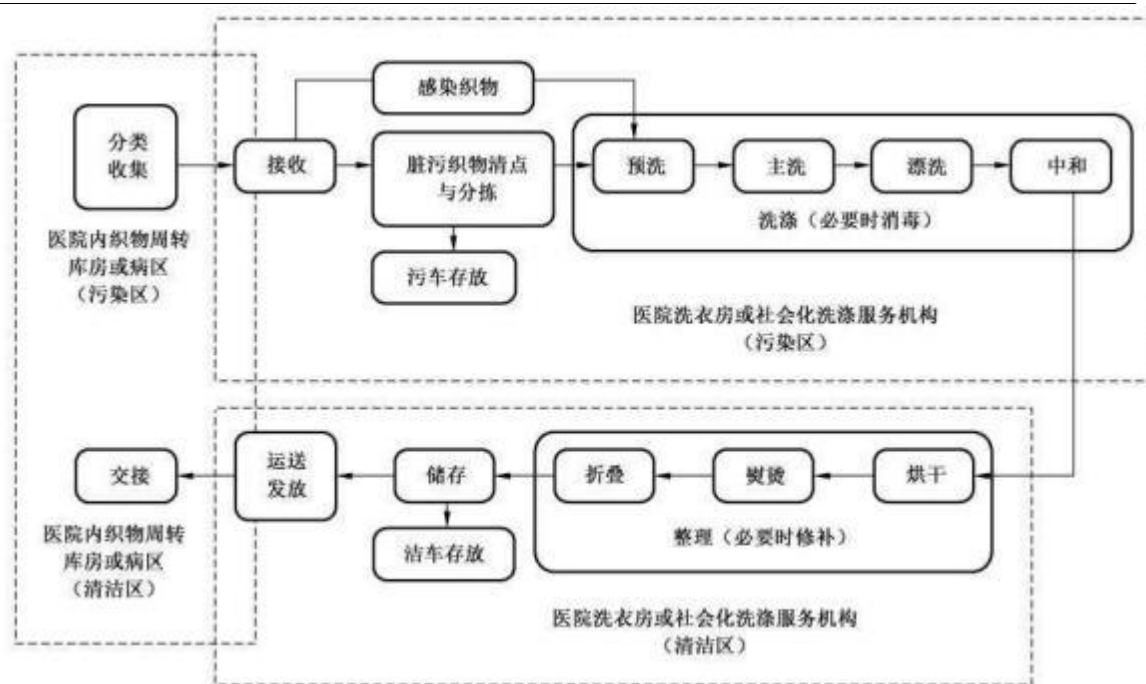 感染织物
分类
收集
接收
脏污织物清点
与分拣
预洗
主洗
漂洗
中和
洗涤（必要时消毒）
医院内织物周转
库房或病区
（污染区）
污车存放
医院洗衣房或社会化洗涤服务机构
（污染区）
交接
运送
发放
储存
折叠
熨烫
烘干
整理（必要时修补）
洁车存放
医院内织物周转
库房或病区
（清洁区）
医院洗衣房或社会化洗涤服务机构
（清洁区）